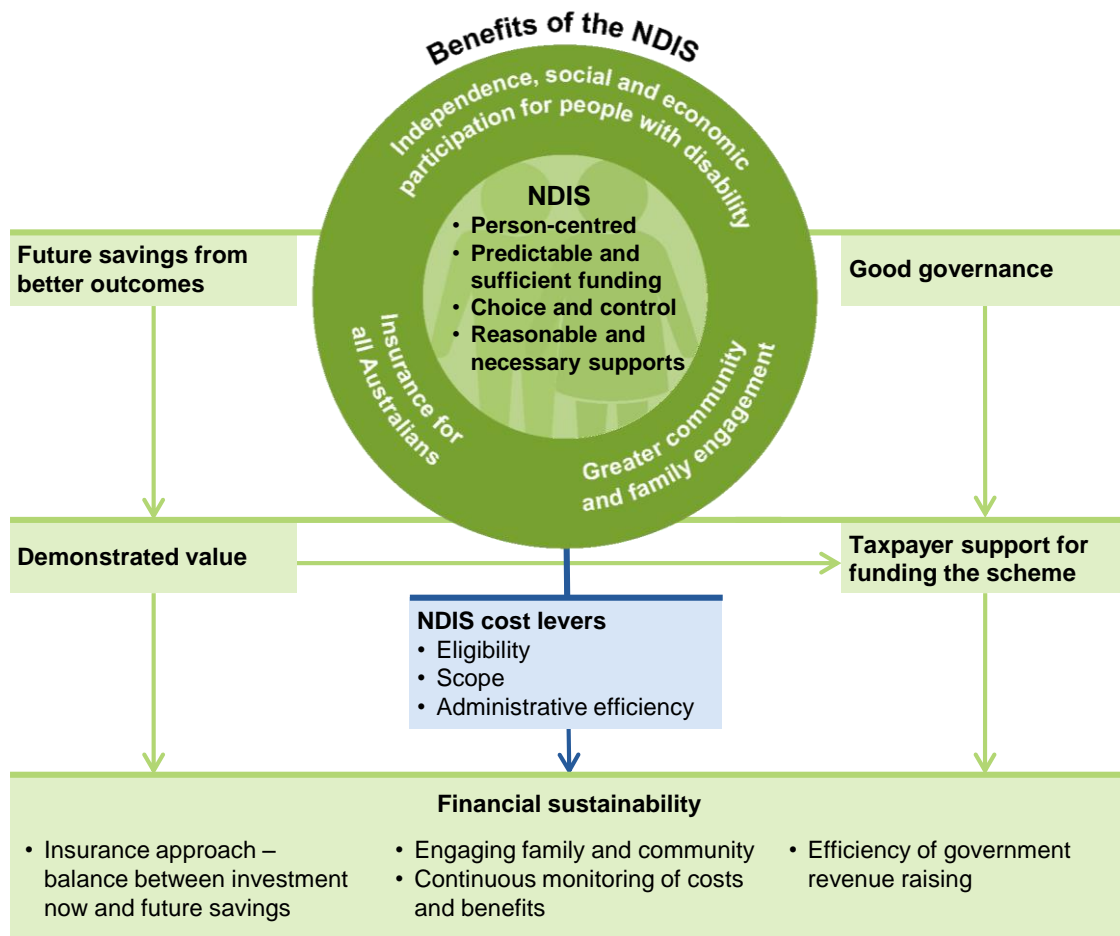 Benefits of the NDIS
Independence, social and economic
participation for people with disability
NDIS
• Person-centred
• Predictable and
sufficient funding
• Choice and control
• Reasonable and
necessary supports
Insurance for
all Australians
Greater community
and family engagement
Future savings from
better outcomes
Good governance
Demonstrated value
Taxpayer support for
funding the scheme
NDIS cost levers
• Eligibility
• Scope
• Administrative efficiency
Financial sustainability
• Insurance approach –
balance between investment
now and future savings
• Engaging family and community
• Continuous monitoring of costs
and benefits
• Efficiency of government
revenue raising